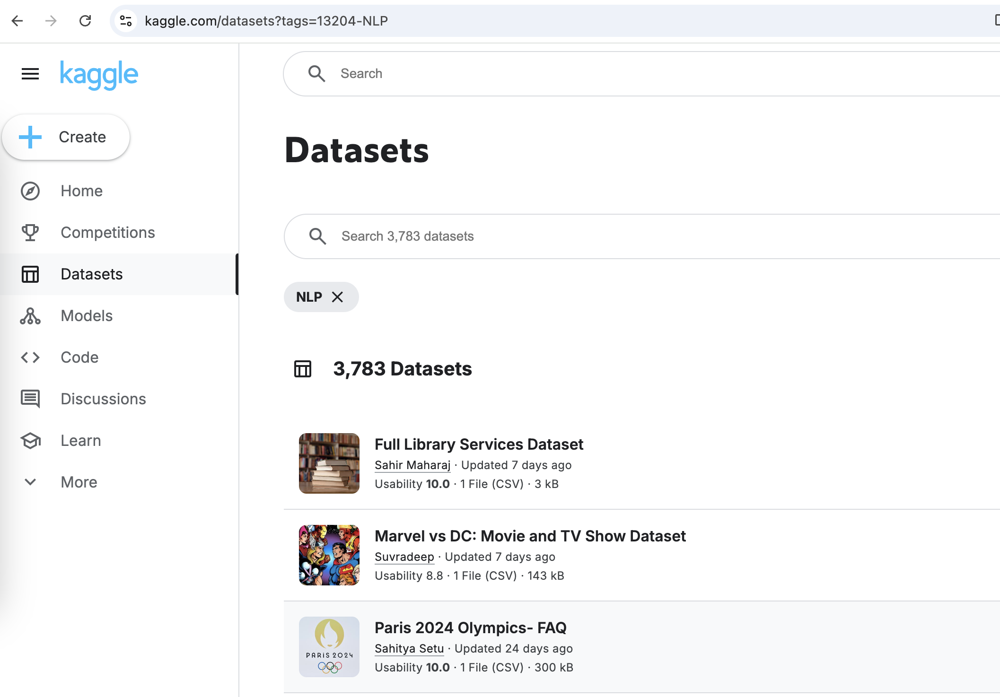 kaggle.com/datasets?tags=13204-NLP
kaggle
Search
Create
Home
Competitions
Datasets
Models
Code
Discussions
Learn
More
Datasets
Search 3,783 datasets
NLP
3,783 Datasets
Full Library Services Dataset
Sahir Maharaj · Updated 7 days ago
Usability 10.0 · 1 File (CSV) · 3 kB
Marvel vs DC: Movie and TV Show Dataset
Suvradeep · Updated 7 days ago
Usability 8.8 · 1 File (CSV) · 143 kB
PARIS 2024
Paris 2024 Olympics- FAQ
Sahitya Setu · Updated 24 days ago
Usability 10.0 · 1 File (CSV) · 300 kB